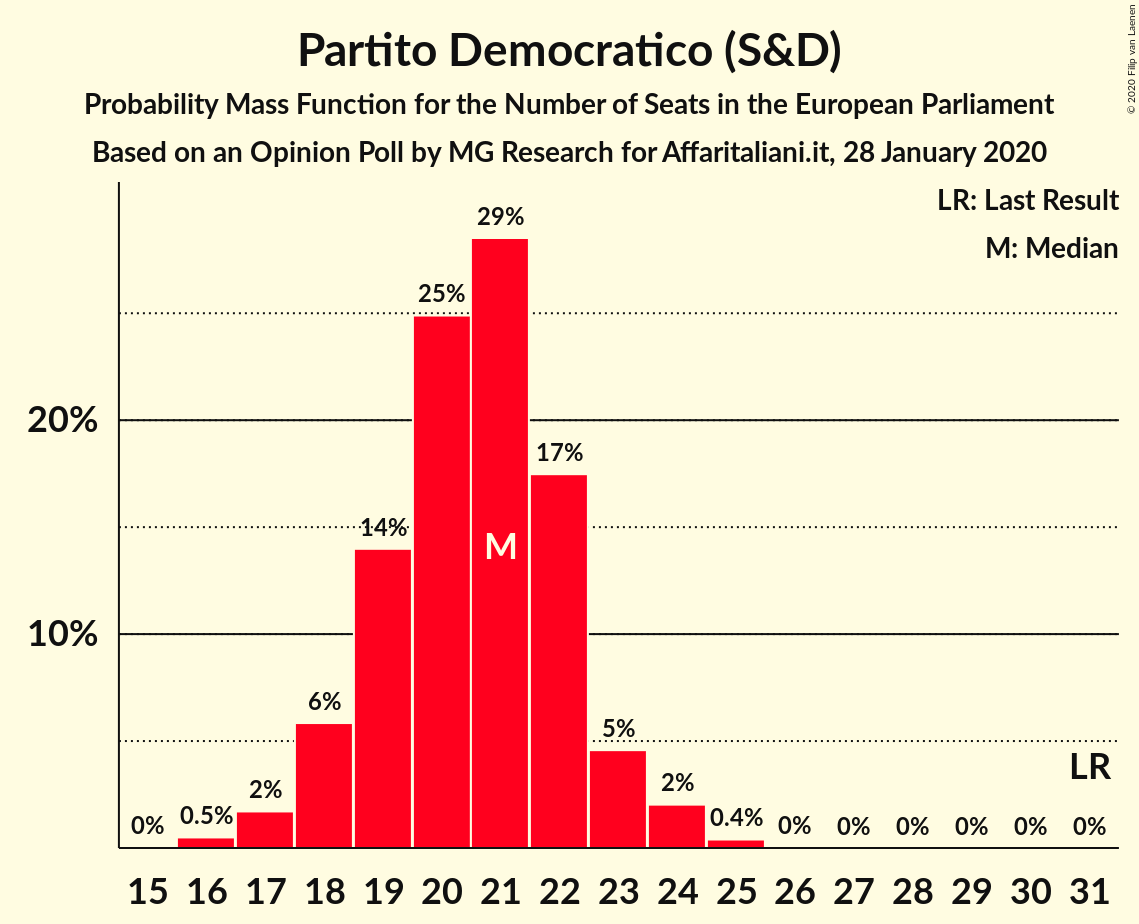 Partito Democratico (S&D)
Probability Mass Function for the Number of Seats in the European Parliament
Based on an Opinion Poll by MG Research for Affaritaliani.it, 28 January 2020
© 2020 Filip van Laenen
LR: Last Result
M: Median
20%
10%
0%
0.5%
2%
6%
14%
25%
29%
17%
5%
2%
0.4%
0%
0%
0%
0%
0%
0%
M
LR
15 16 17 18 19 20 21 22 23 24 25 26 27 28 29 30 31